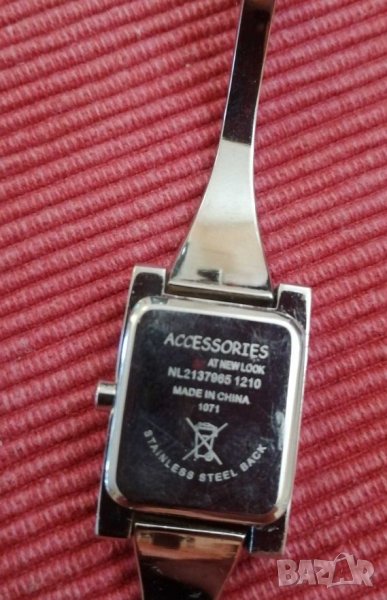 ACCESSORIES
AT NEW LOOK
NL2137965 1210
MADE IN CHINA
1071
STAINLESS STEEL BACK
BAZAR